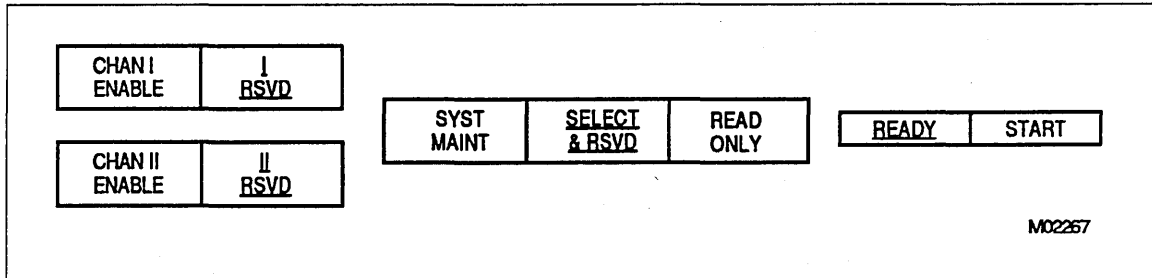 CHAN I
ENABLE
I
RSVD
CHAN II
ENABLE
II
RSVD
SYST
MAINT
SELECT
& RSVD
READ
ONLY
READY
START
M02267